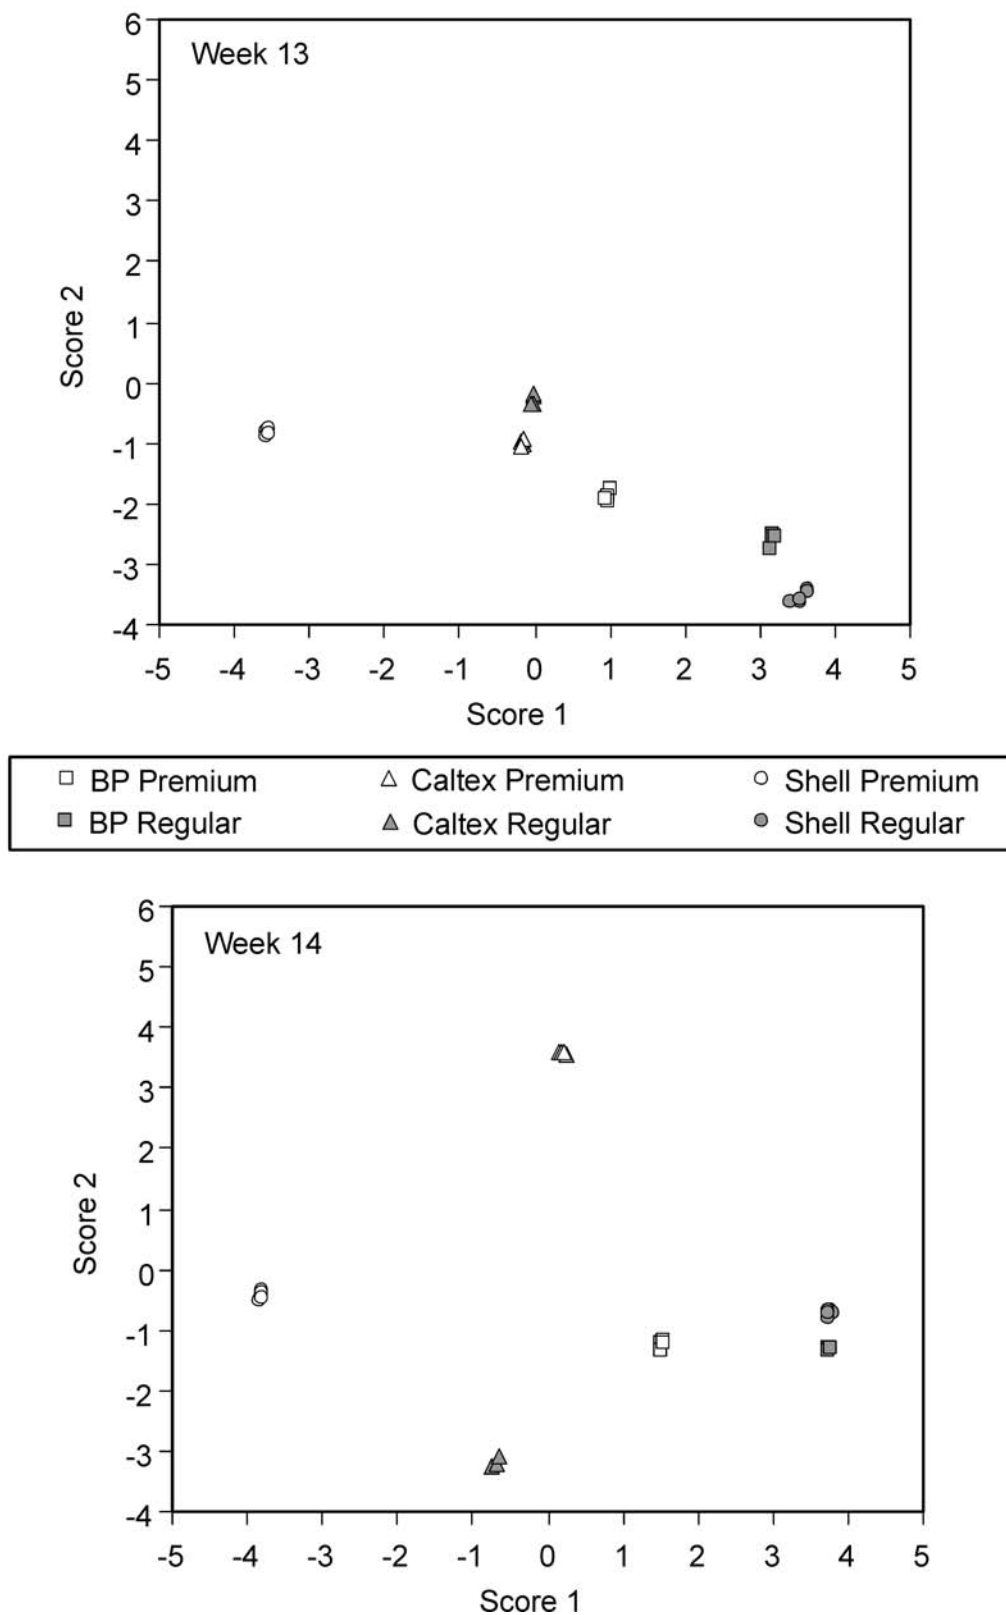 Week 13
6
5
4
3
2
1
0
-1
-2
-3
-4
Score 2
-5 -4 -3 -2 -1 0 1 2 3 4 5
Score 1
BP Premium Caltex Premium Shell Premium
BP Regular Caltex Regular Shell Regular
Week 14
6
5
4
3
2
1
0
-1
-2
-3
-4
Score 2
-5 -4 -3 -2 -1 0 1 2 3 4 5
Score 1